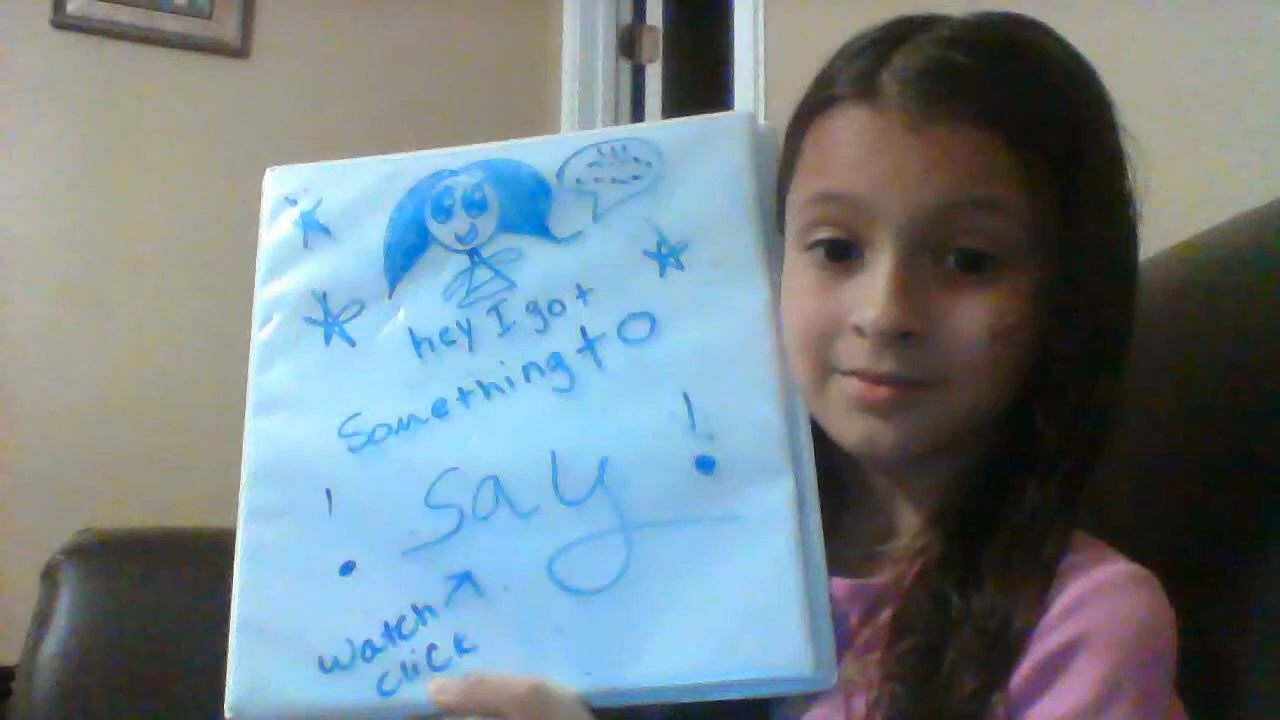 hey I got
Something to
! say !
watch
click